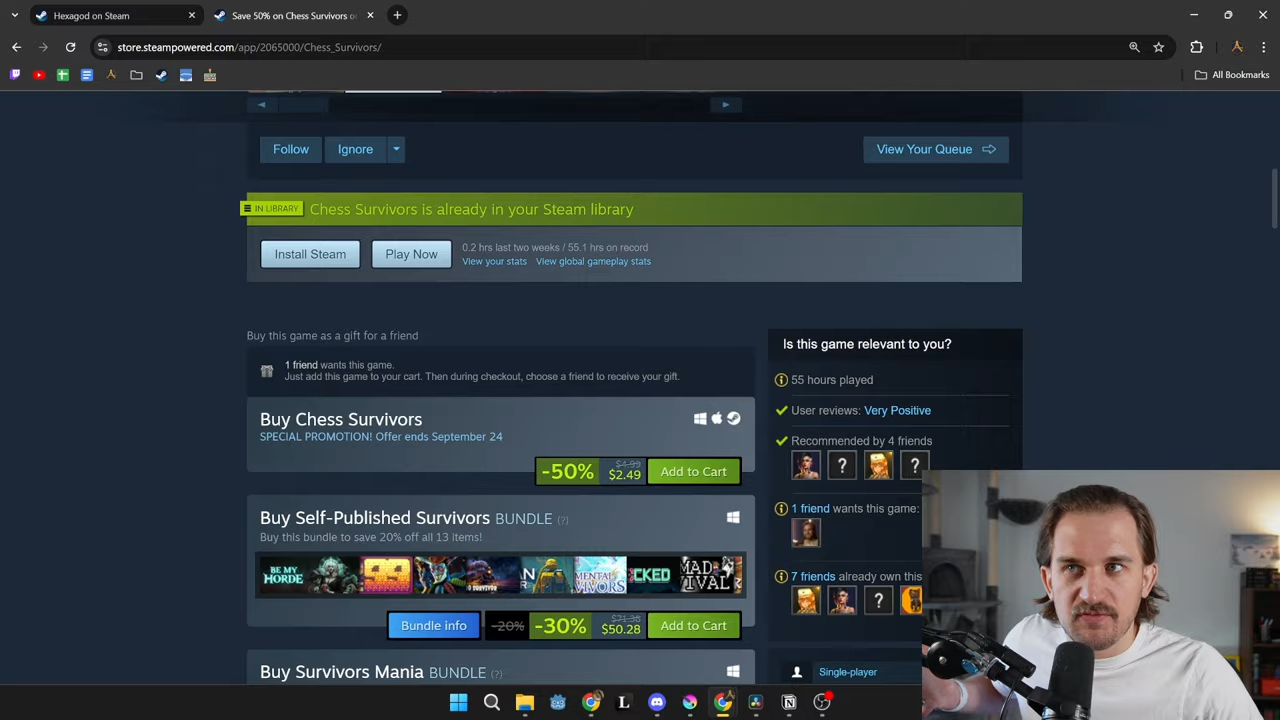 Hexagod on Steam
Save 50% on Chess Survivors o
store.steampowered.com/app/2065000/Chess_Survivors/
All Bookmarks
Follow
Ignore
View Your Queue
IN LIBRARY
Chess Survivors is already in your Steam library
Install Steam
Play Now
0.2 hrs last two weeks / 55.1 hrs on record
View your stats
View global gameplay stats
Buy this game as a gift for a friend
1 friend wants this game.
Just add this game to your cart. Then during checkout, choose a friend to receive your gift.
Buy Chess Survivors
SPECIAL PROMOTION! Offer ends September 24
-50%
$4.99
$2.49
Add to Cart
Buy Self-Published Survivors BUNDLE (?)
Buy this bundle to save 20% off all 13 items!
BE MY
HORDE
Bundle info
-20%
-30%
$71.38
$50.28
Add to Cart
Buy Survivors Mania BUNDLE (?)
Is this game relevant to you?
55 hours played
User reviews: Very Positive
Recommended by 4 friends
? ?
1 friend wants this game:
7 friends already own this
?
Single-player